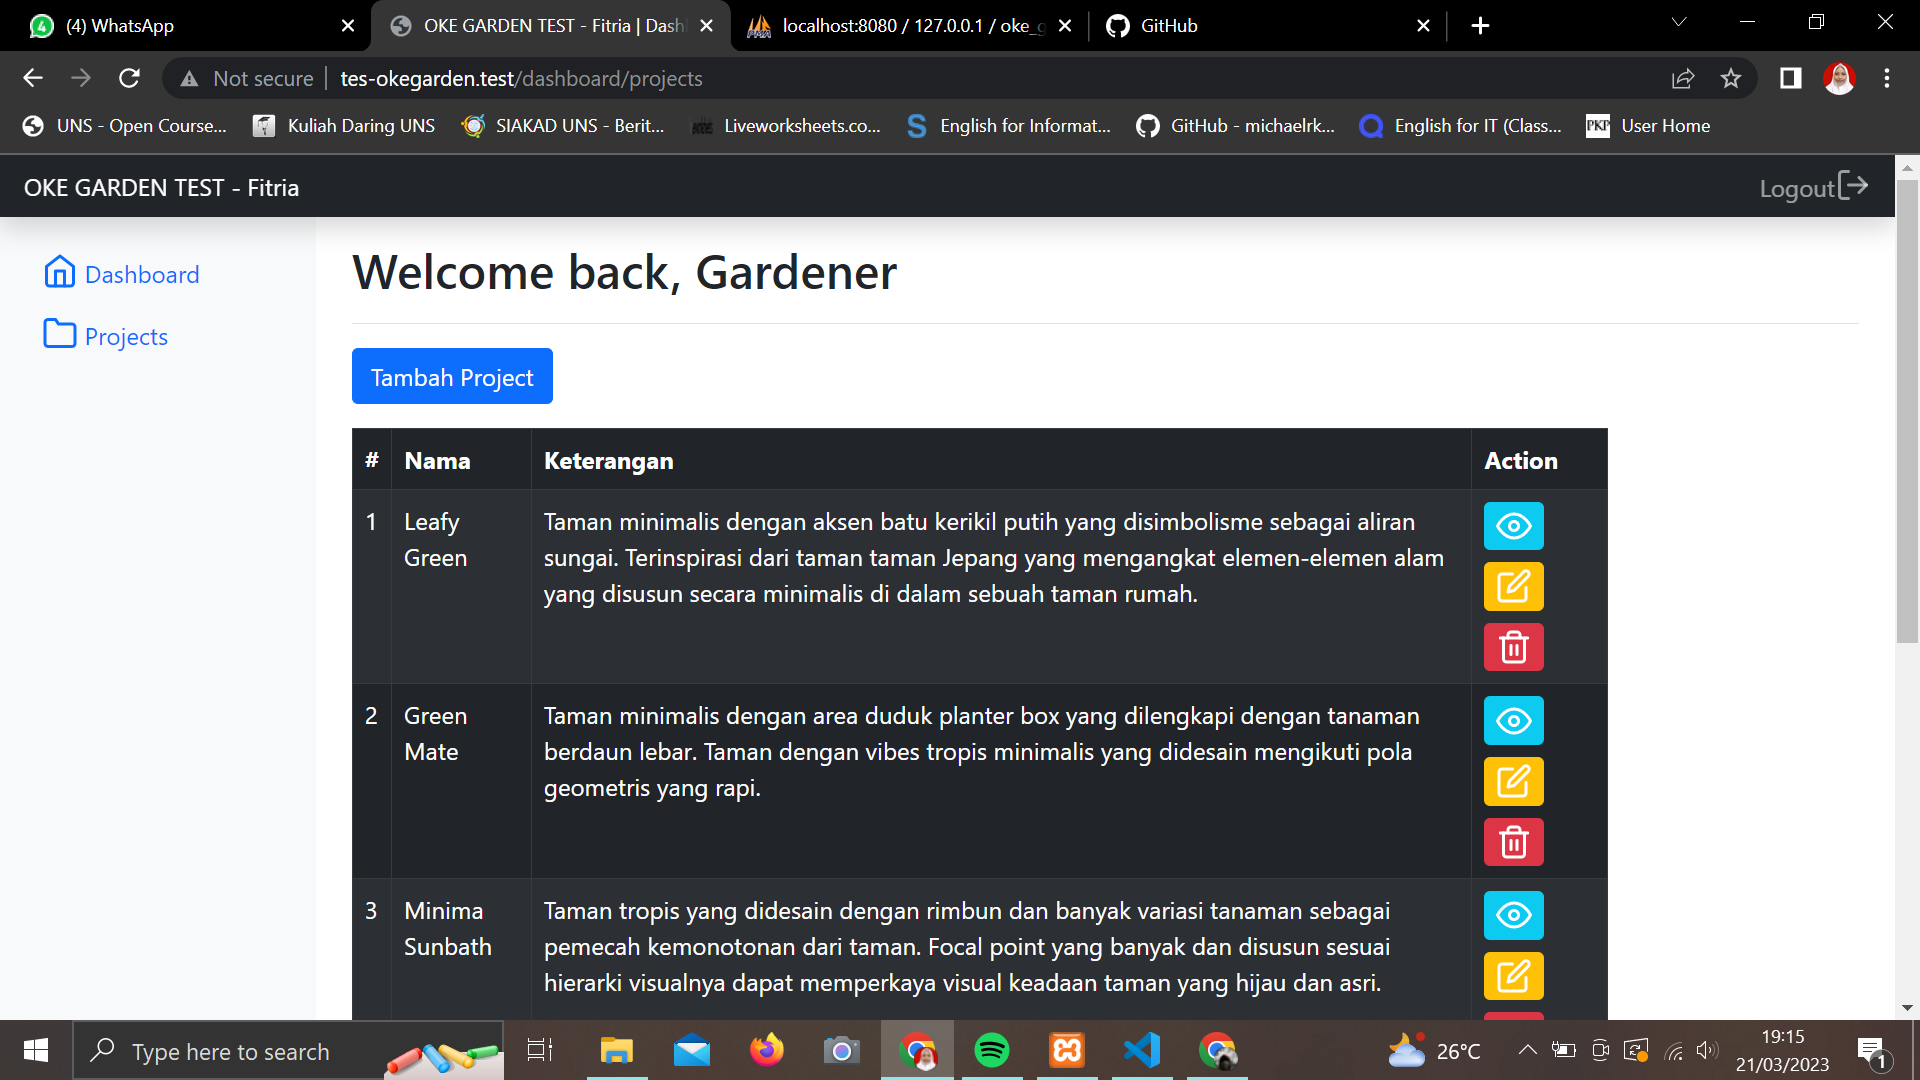 (4) WhatsApp
OKE GARDEN TEST - Fitria | Dash
localhost:8080 / 127.0.0.1 / oke_g
GitHub
Not secure
tes-okegarden.test/dashboard/projects
UNS - Open Course...
Kuliah Daring UNS
SIAKAD UNS - Berit...
Liveworksheets.co...
English for Informat...
GitHub - michaelrk...
English for IT (Class...
PKP
User Home
OKE GARDEN TEST - Fitria
Logout
Dashboard
Projects
Welcome back, Gardener
Tambah Project
# Nama Keterangan Action
1
Leafy
Green
Taman minimalis dengan aksen batu kerikil putih yang disimbolisme sebagai aliran
sungai. Terinspirasi dari taman taman Jepang yang mengangkat elemen-elemen alam
yang disusun secara minimalis di dalam sebuah taman rumah.
2
Green
Mate
Taman minimalis dengan area duduk planter box yang dilengkapi dengan tanaman
berdaun lebar. Taman dengan vibes tropis minimalis yang didesain mengikuti pola
geometris yang rapi.
3
Minima
Sunbath
Taman tropis yang didesain dengan rimbun dan banyak variasi tanaman sebagai
pemecah kemonotonan dari taman. Focal point yang banyak dan disusun sesuai
hierarki visualnya dapat memperkaya visual keadaan taman yang hijau dan asri.
Type here to search
26°C
19:15
21/03/2023
1